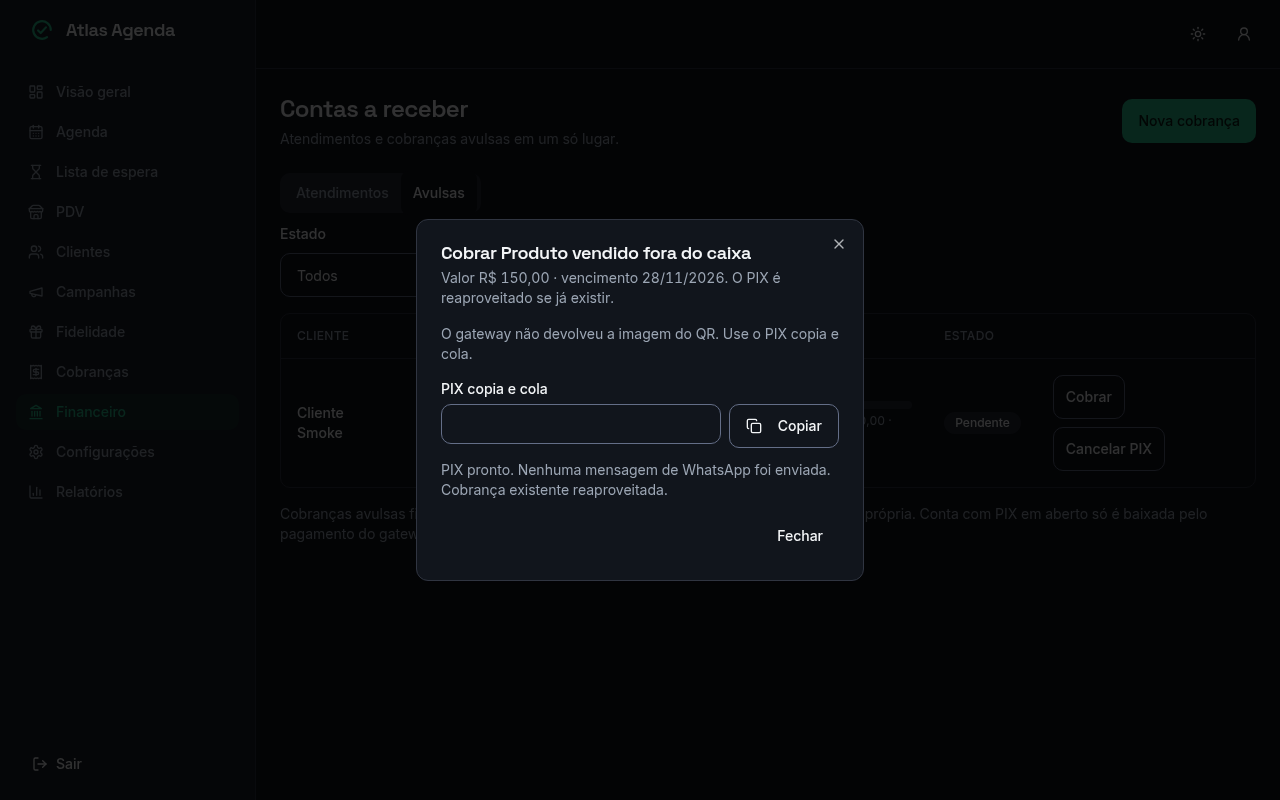 Atlas Agenda
Visão geral
Agenda
Lista de espera
PDV
Clientes
Campanhas
Fidelidade
Cobranças
Financeiro
Configurações
Relatórios
Sair
Contas a receber
Atendimentos e cobranças avulsas em um só lugar.
Nova cobrança
Atendimentos
Avulsas
Estado
Todos
CLIENTE
ESTADO
Cliente
Smoke
0,00 ·
Pendente
Cobrar
Cancelar PIX
Cobranças avulsas
própria. Conta com PIX em aberto só é baixada pelo
pagamento do
Cobrar Produto vendido fora do caixa
Valor R$ 150,00 · vencimento 28/11/2026. O PIX é
reaproveitado se já existir.
O gateway não devolveu a imagem do QR. Use o PIX copia e
cola.
PIX copia e cola
Copiar
PIX pronto. Nenhuma mensagem de WhatsApp foi enviada.
Cobrança existente reaproveitada.
Fechar